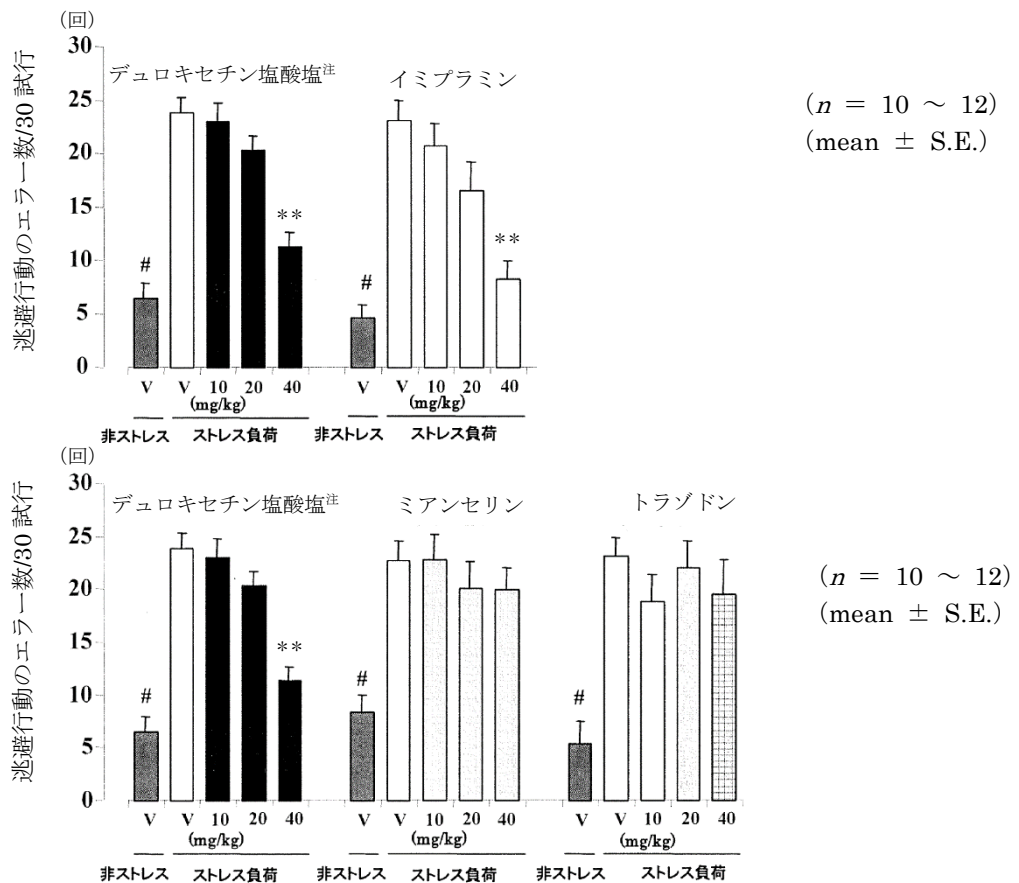 (回)
30
25
20
15
10
5
0
逃避行動のエラー数/30 試行
デュロキセチン塩酸塩注
イミプラミン
(n = 10 ~ 12)
(mean ± S.E.)
#
**
#
**
V V 10 20 40 V V 10 20 40
(mg/kg) (mg/kg)
非ストレス ストレス負荷 非ストレス ストレス負荷
(回)
30
25
20
15
10
5
0
逃避行動のエラー数/30 試行
デュロキセチン塩酸塩注
ミアンセリン
トラゾドン
(n = 10 ~ 12)
(mean ± S.E.)
#
**
#
#
V V 10 20 40 V V 10 20 40 V V 10 20 40
(mg/kg) (mg/kg) (mg/kg)
非ストレス ストレス負荷 非ストレス ストレス負荷 非ストレス ストレス負荷